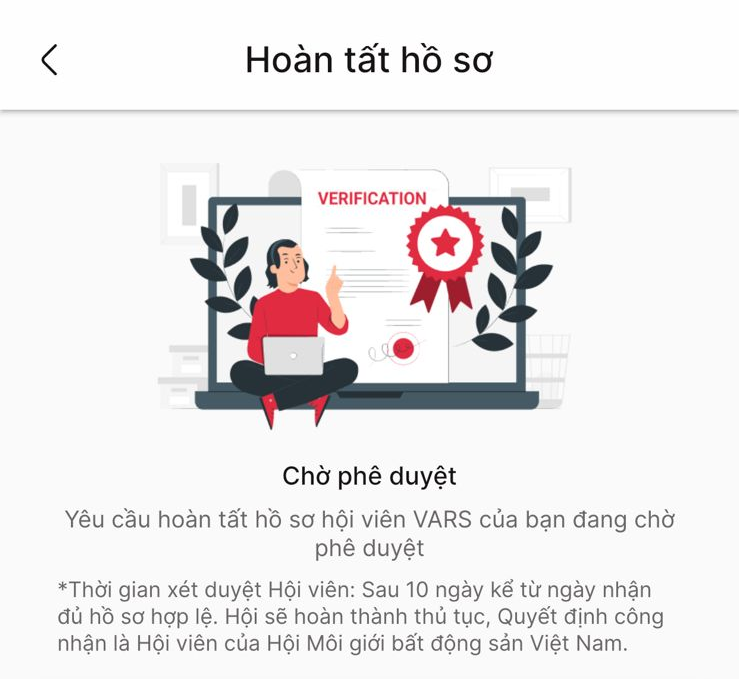 Hoàn tất hồ sơ
VERIFICATION
Chờ phê duyệt
Yêu cầu hoàn tất hồ sơ hội viên VARS của bạn đang chờ
phê duyệt
*Thời gian xét duyệt Hội viên: Sau 10 ngày kể từ ngày nhận
đủ hồ sơ hợp lệ. Hội sẽ hoàn thành thủ tục, Quyết định công
nhận là Hội viên của Hội Môi giới bất động sản Việt Nam.